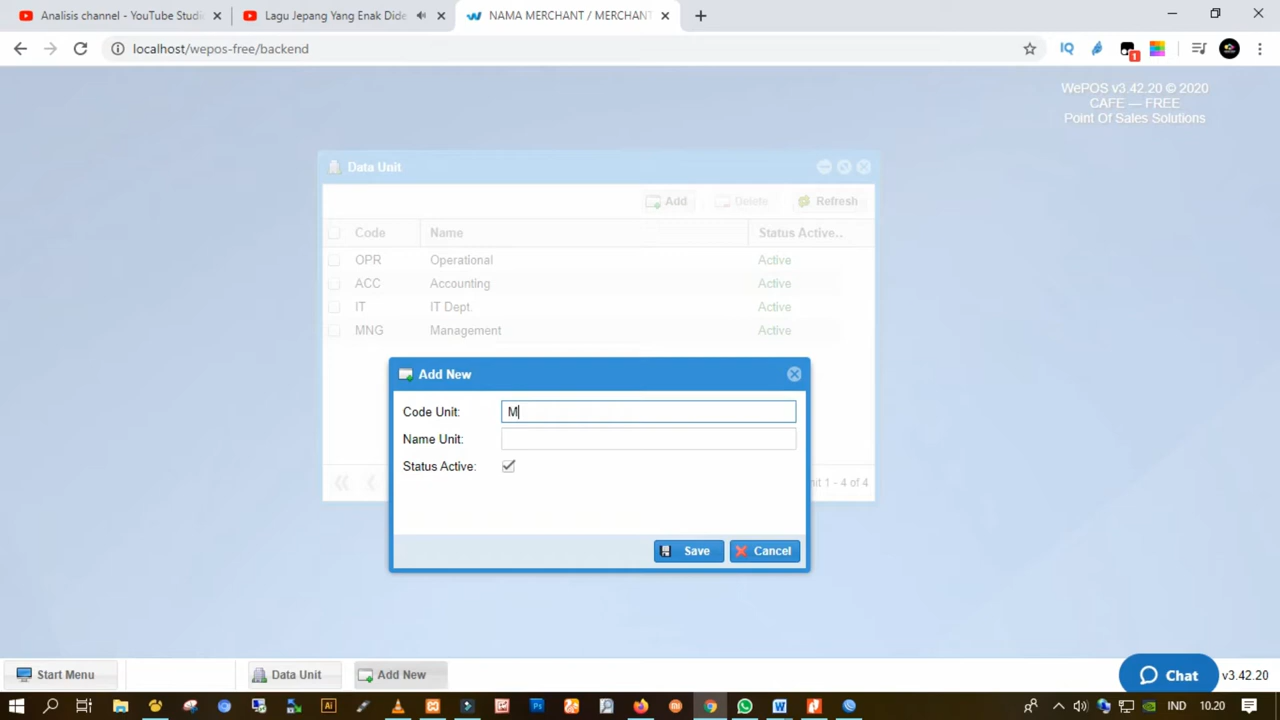 Analisis channel - YouTube Studi
Lagu Jepang Yang Enak Dide
NAMA MERCHANT / MERCHANT
localhost/wepos-free/backend
IQ
1
WePOS v3.42.20 © 2020
CAFE — FREE
Point Of Sales Solutions
Data Unit
Add
Delete
Refresh
Code
Name
Status Active..
OPR
Operational
Active
ACC
Accounting
Active
IT
IT Dept.
Active
MNG
Management
Active
Add New
Code Unit:
M
Name Unit:
Status Active:
nit 1 - 4 of 4
Save
Cancel
Start Menu
Data Unit
Add New
Chat
v3.42.20
Ai
Ps
W
IND
10.20